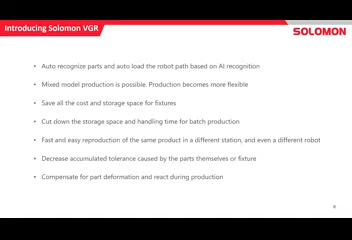 Introducing Solomon VGR
SOLOMON
• Auto recognize parts and auto load the robot path based on AI recognition
• Mixed model production is possible. Production becomes more flexible
• Save all the cost and storage space for fixtures
• Cut down the storage space and handling time for batch production
• Fast and easy reproduction of the same product in a different station, and even a different robot
• Decrease accumulated tolerance caused by the parts themselves or fixture
• Compensate for part deformation and react during production